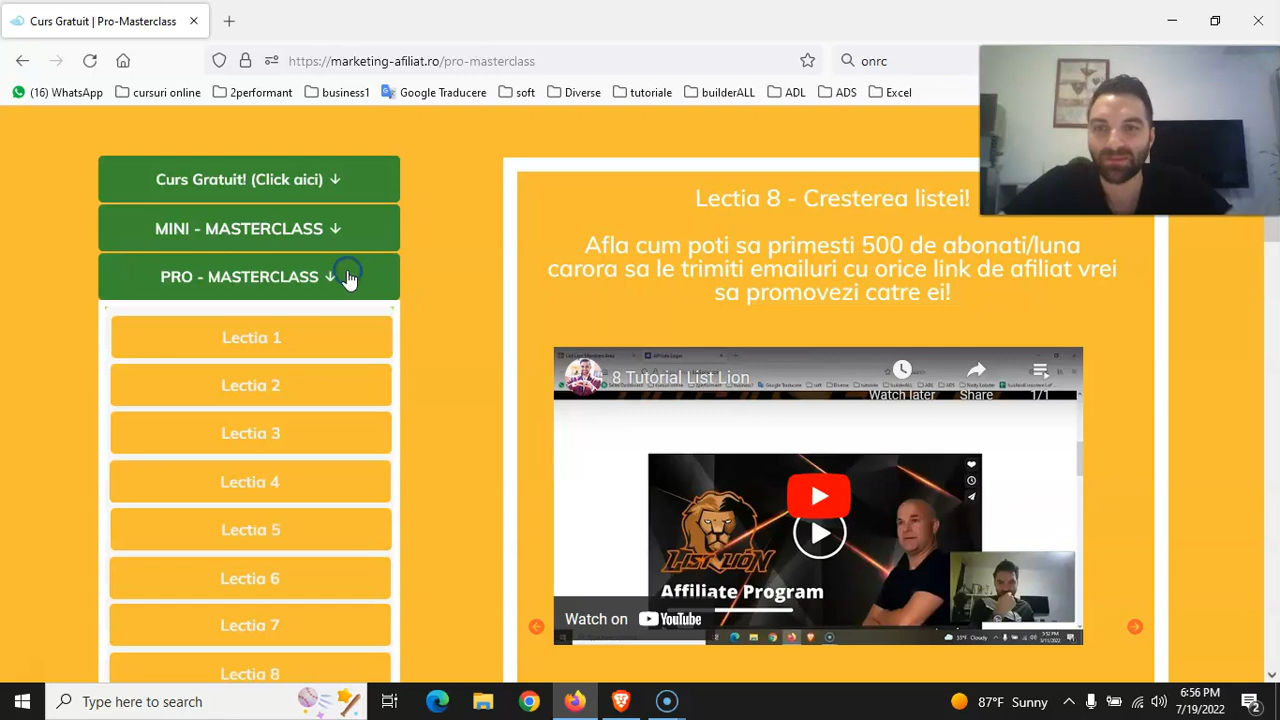 Curs Gratuit | Pro-Masterclass
https://marketing-afiliat.ro/pro-masterclass
onrc
(16) WhatsApp
cursuri online
2performant
business1
Google Traducere
soft
Diverse
tutoriale
builderALL
ADL
ADS
Excel
Curs Gratuit! (Click aici) ↓
MINI - MASTERCLASS ↓
PRO - MASTERCLASS ↓
Lectia 1
Lectia 2
Lectia 3
Lectia 4
Lectia 5
Lectia 6
Lectia 7
Lectia 8
Lectia 8 - Cresterea listei!
Afla cum poti sa primesti 500 de abonati/luna
carora sa le trimiti emailuri cu orice link de afiliat vrei
sa promovezi catre ei!
8 Tutorial List Lion
Watch later
Share
1/1
LIST LION
Affiliate Program
Watch on YouTube
Type here to search
87°F Sunny
6:56 PM
7/19/2022
2